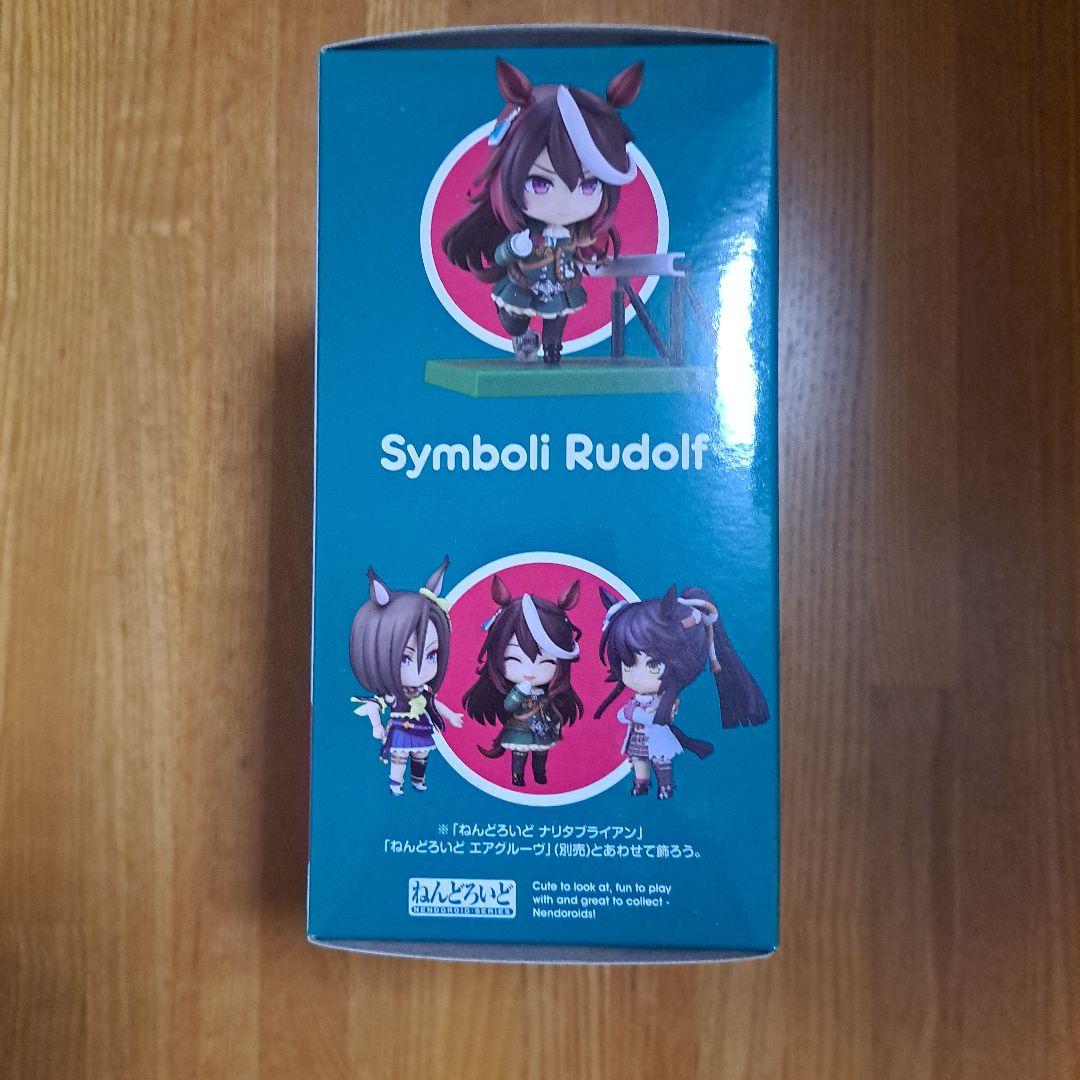 Symboli Rudolf
※「ねんどろいど ナリタブライアン」
「ねんどろいど エアグルーヴ」(別売)とあわせて飾ろう。
ねんどろいど
NENDOROID・SERIES
Cute to look at, fun to play
with and great to collect -
Nendoroids!